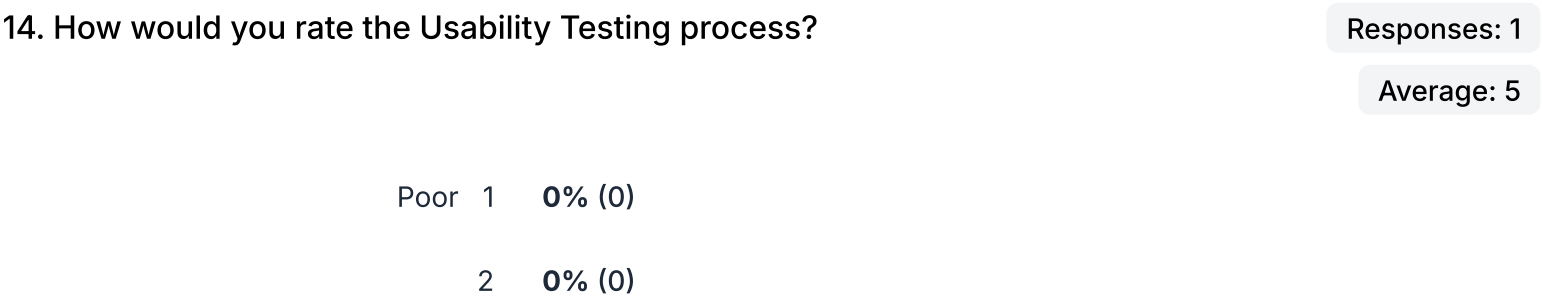 14. How would you rate the Usability Testing process?
Responses: 1
Average: 5
Poor 1 0% (0)
2 0% (0)